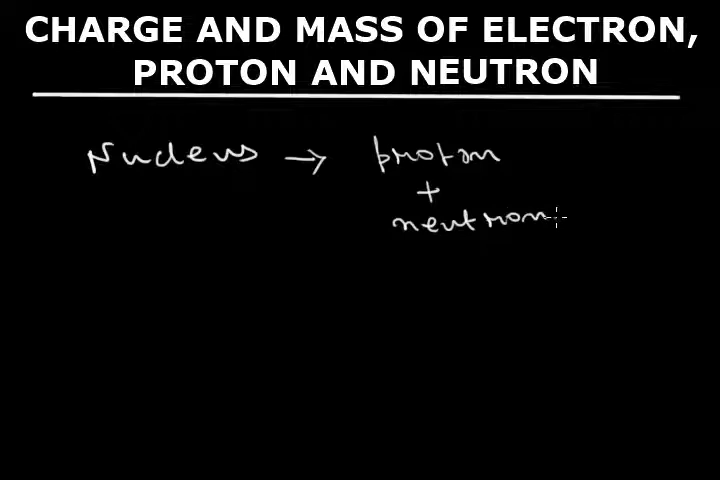 CHARGE AND MASS OF ELECTRON,
PROTON AND NEUTRON
Nucleus → proton
+
neutron